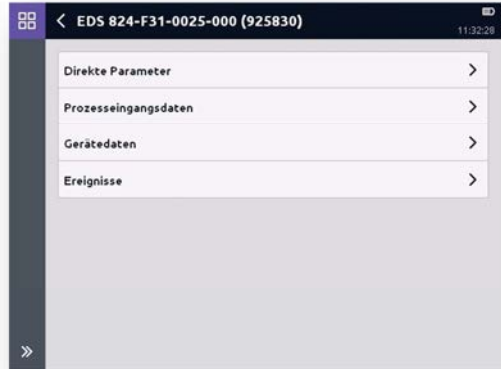 EDS 824-F31-0025-000 (925830)
11:32:28
Direkte Parameter
Prozesseingangsdaten
Gerätedaten
Ereignisse